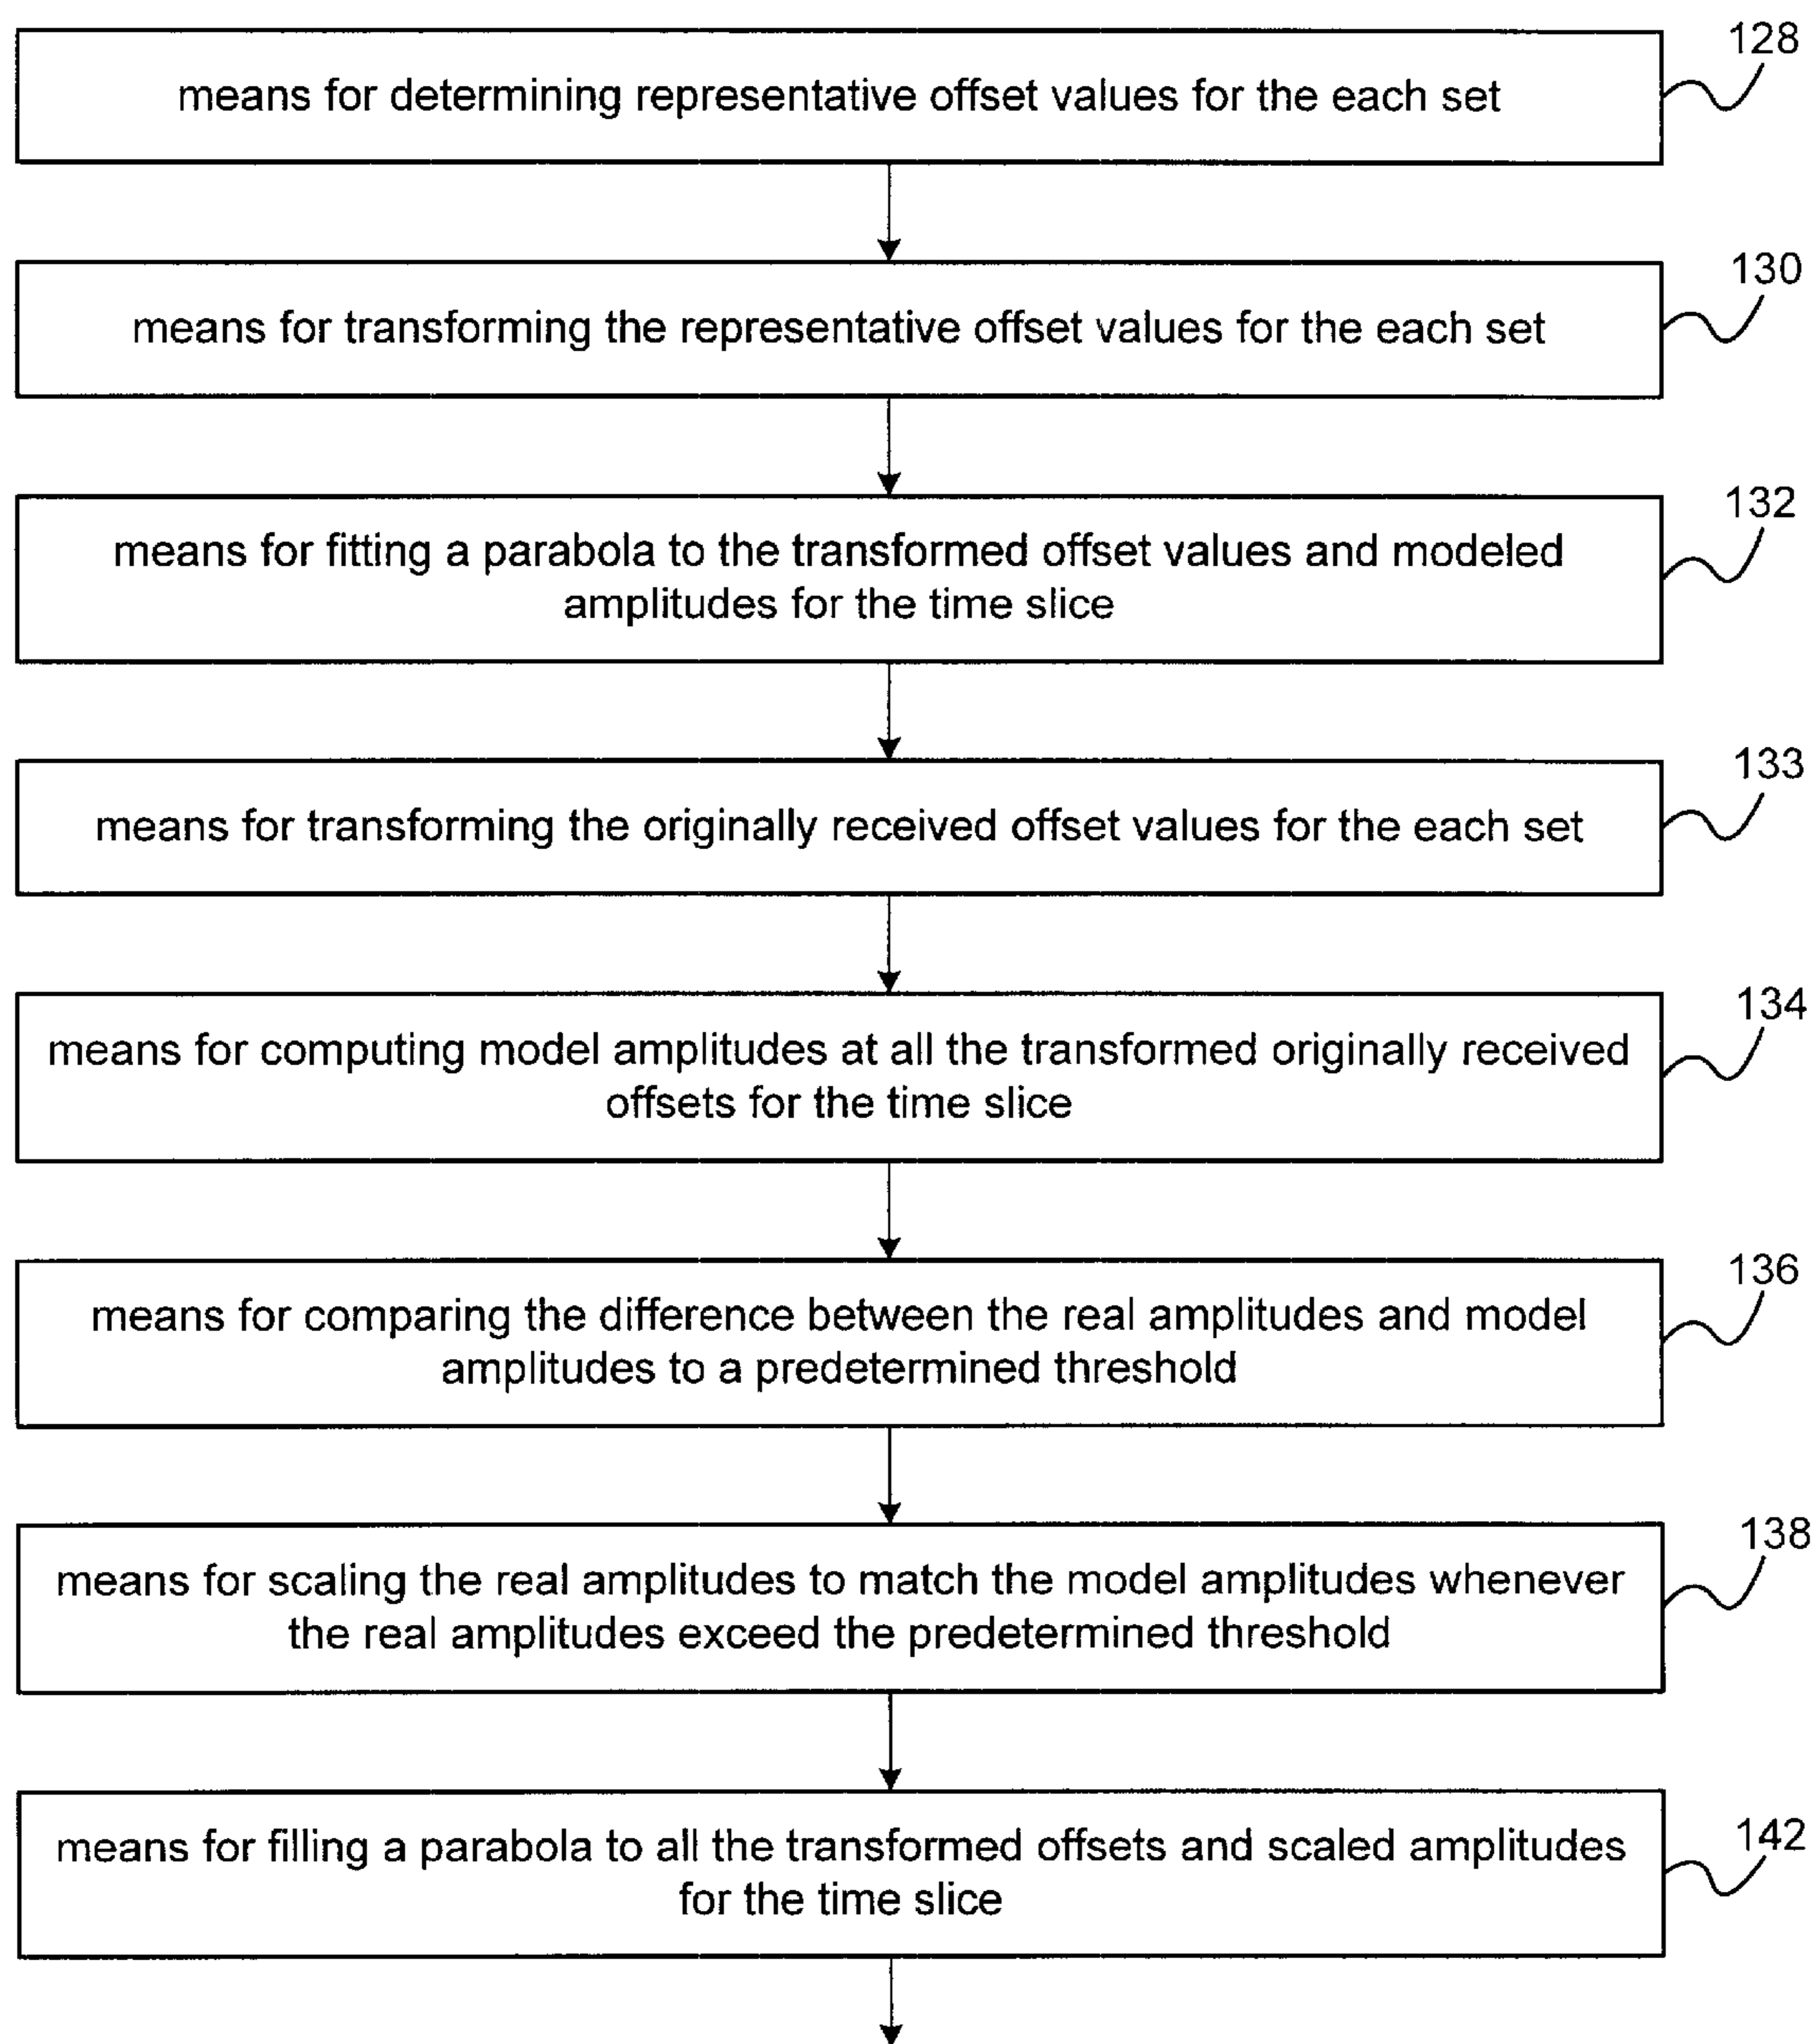 128
means for determining representative offset values for the each set
130
means for transforming the representative offset values for the each set
132
means for fitting a parabola to the transformed offset values and modeled
amplitudes for the time slice
133
means for transforming the originally received offset values for the each set
134
means for computing model amplitudes at all the transformed originally received
offsets for the time slice
136
means for comparing the difference between the real amplitudes and model
amplitudes to a predetermined threshold
138
means for scaling the real amplitudes to match the model amplitudes whenever
the real amplitudes exceed the predetermined threshold
142
means for filling a parabola to all the transformed offsets and scaled amplitudes
for the time slice